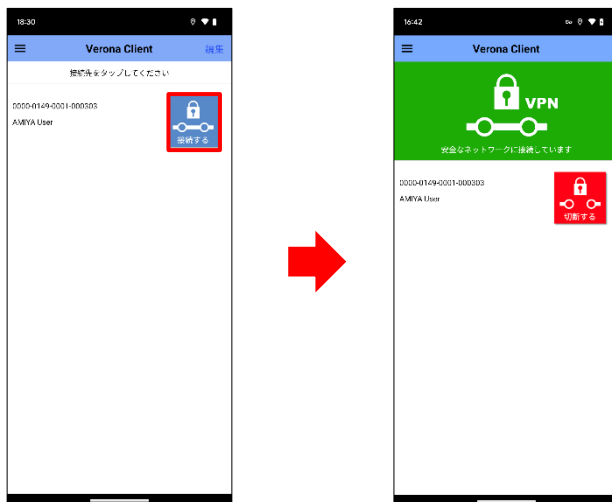 18:30
Verona Client
編集
接続先をタップしてください
0000-0149-0001-000303
AMIYA User
接続する
16:42
Verona Client
VPN
安全なネットワークに接続しています
0000-0149-0001-000303
AMIYA User
切断する